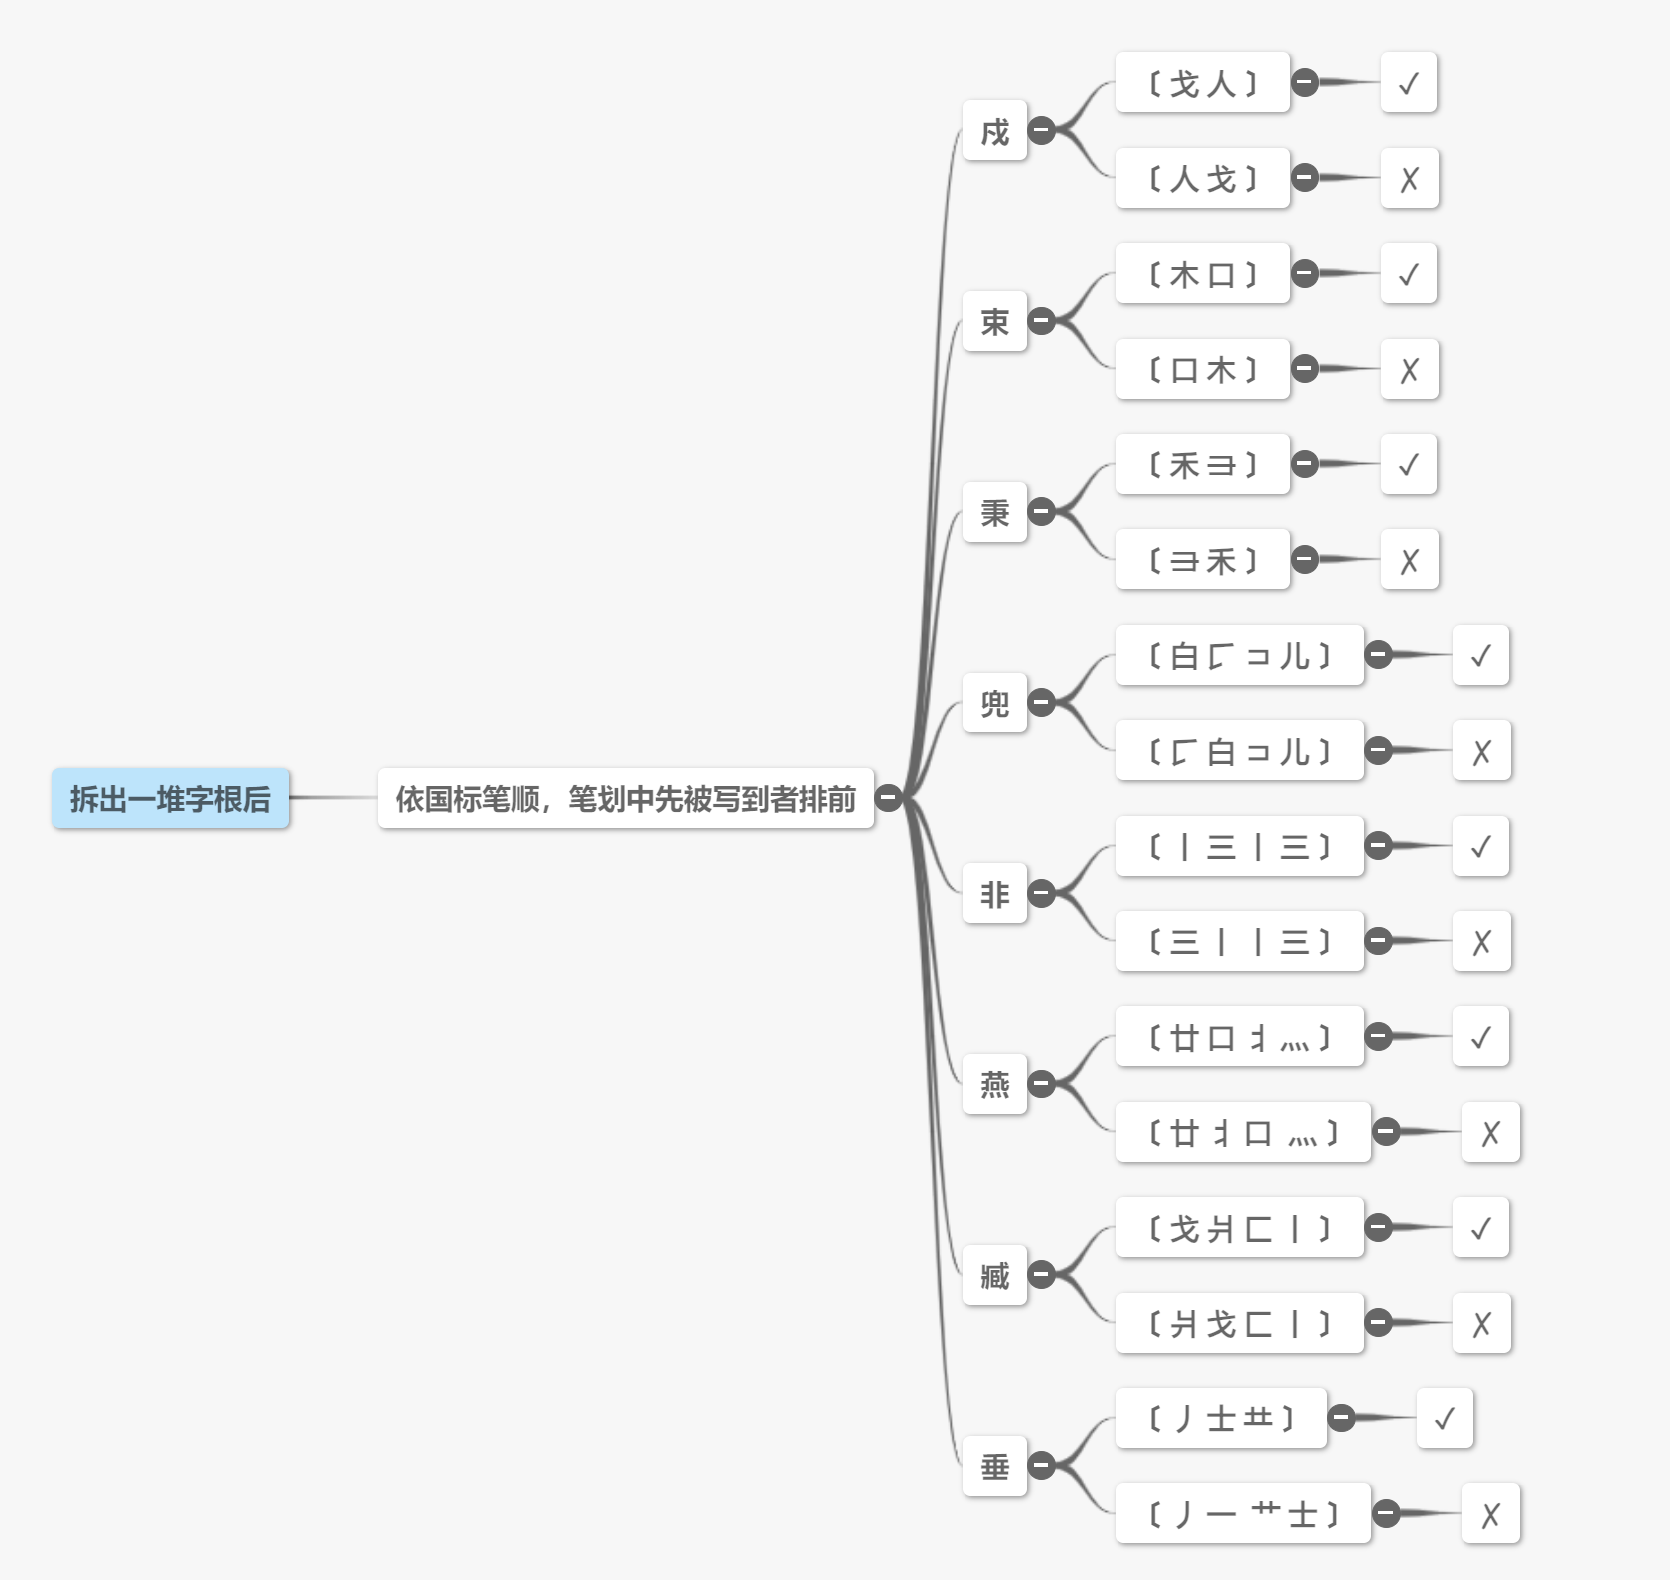 拆出一堆字根后
依国标笔顺，笔划中先被写到者排前
戍
〔戈人〕
✓
〔人戈〕
✗
束
〔木口〕
✓
〔口木〕
✗
秉
〔禾⺕〕
✓
〔⺕禾〕
✗
兜
〔白𠂆コ儿〕
✓
〔𠂆白コ儿〕
✗
非
〔丨三丨三〕
✓
〔三丨丨三〕
✗
燕
〔廿口丬灬〕
✓
〔廿丬口灬〕
✗
臧
〔戈爿匚丨〕
✓
〔爿戈匚丨〕
✗
垂
〔丿士龷〕
✓
〔丿一艹士〕
✗